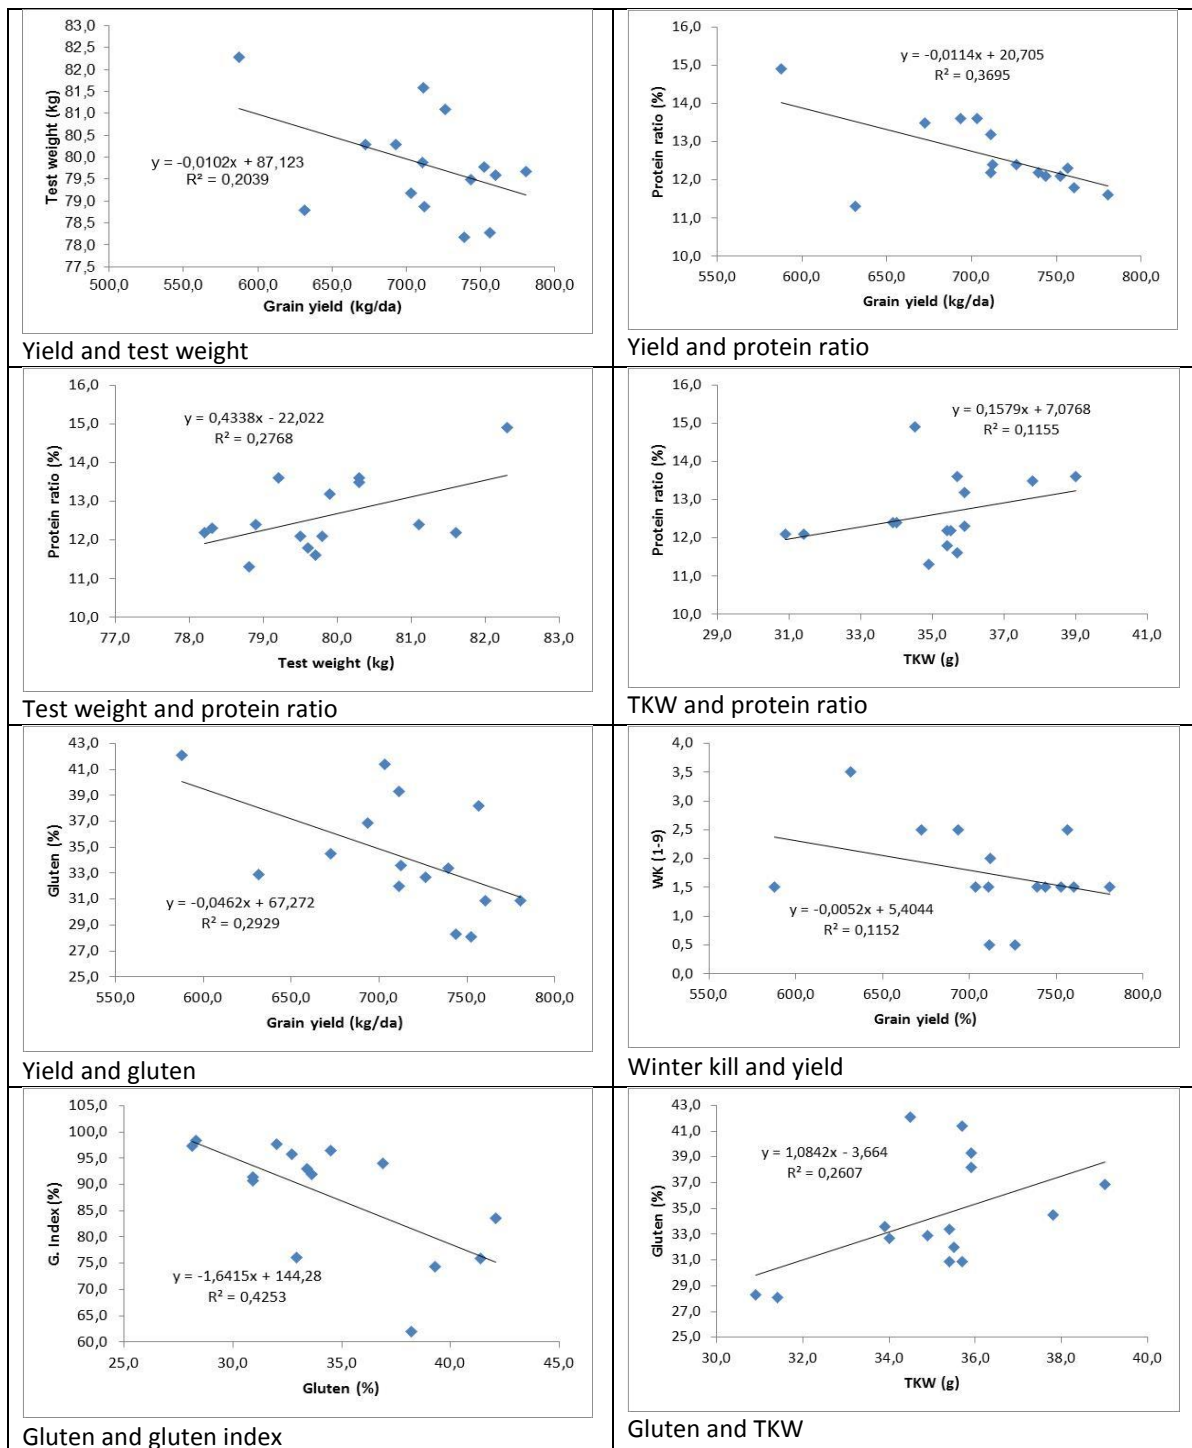 83,0
82,5
82,0
81,5
81,0
80,5
80,0
79,5
79,0
78,5
78,0
77,5
Test weight (kg)
y = -0,0102x + 87,123
R² = 0,2039
500,0 550,0 600,0 650,0 700,0 750,0 800,0
Grain yield (kg/da)
Yield and test weight
16,0
15,0
14,0
13,0
12,0
11,0
10,0
Protein ratio (%)
y = -0,0114x + 20,705
R² = 0,3695
550,0 600,0 650,0 700,0 750,0 800,0
Grain yield (kg/da)
Yield and protein ratio
16,0
15,0
14,0
13,0
12,0
11,0
10,0
Protein ratio (%)
y = 0,4338x - 22,022
R² = 0,2768
77,0 78,0 79,0 80,0 81,0 82,0 83,0
Test weight (kg)
Test weight and protein ratio
16,0
15,0
14,0
13,0
12,0
11,0
10,0
Protein ratio (%)
y = 0,1579x + 7,0768
R² = 0,1155
29,0 31,0 33,0 35,0 37,0 39,0 41,0
TKW (g)
TKW and protein ratio
43,0
41,0
39,0
37,0
35,0
33,0
31,0
29,0
27,0
25,0
Gluten (%)
y = -0,0462x + 67,272
R² = 0,2929
550,0 600,0 650,0 700,0 750,0 800,0
Grain yield (kg/da)
Yield and gluten
4,0
3,5
3,0
2,5
2,0
1,5
1,0
0,5
0,0
WK (1-9)
y = -0,0052x + 5,4044
R² = 0,1152
550,0 600,0 650,0 700,0 750,0 800,0
Grain yield (%)
Winter kill and yield
105,0
100,0
95,0
90,0
85,0
80,0
75,0
70,0
65,0
60,0
G. Index (%)
y = -1,6415x + 144,28
R² = 0,4253
25,0 30,0 35,0 40,0 45,0
Gluten (%)
Gluten and gluten index
43,0
41,0
39,0
37,0
35,0
33,0
31,0
29,0
27,0
25,0
Gluten (%)
y = 1,0842x - 3,664
R² = 0,2607
30,0 32,0 34,0 36,0 38,0 40,0
TKW (g)
Gluten and TKW